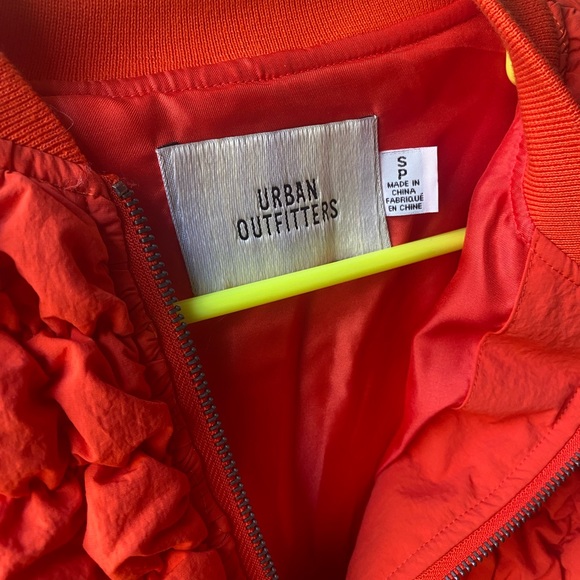 URBAN
OUTFITTERS
S
P
MADE IN
CHINA
FABRIQUÉ
EN CHINE